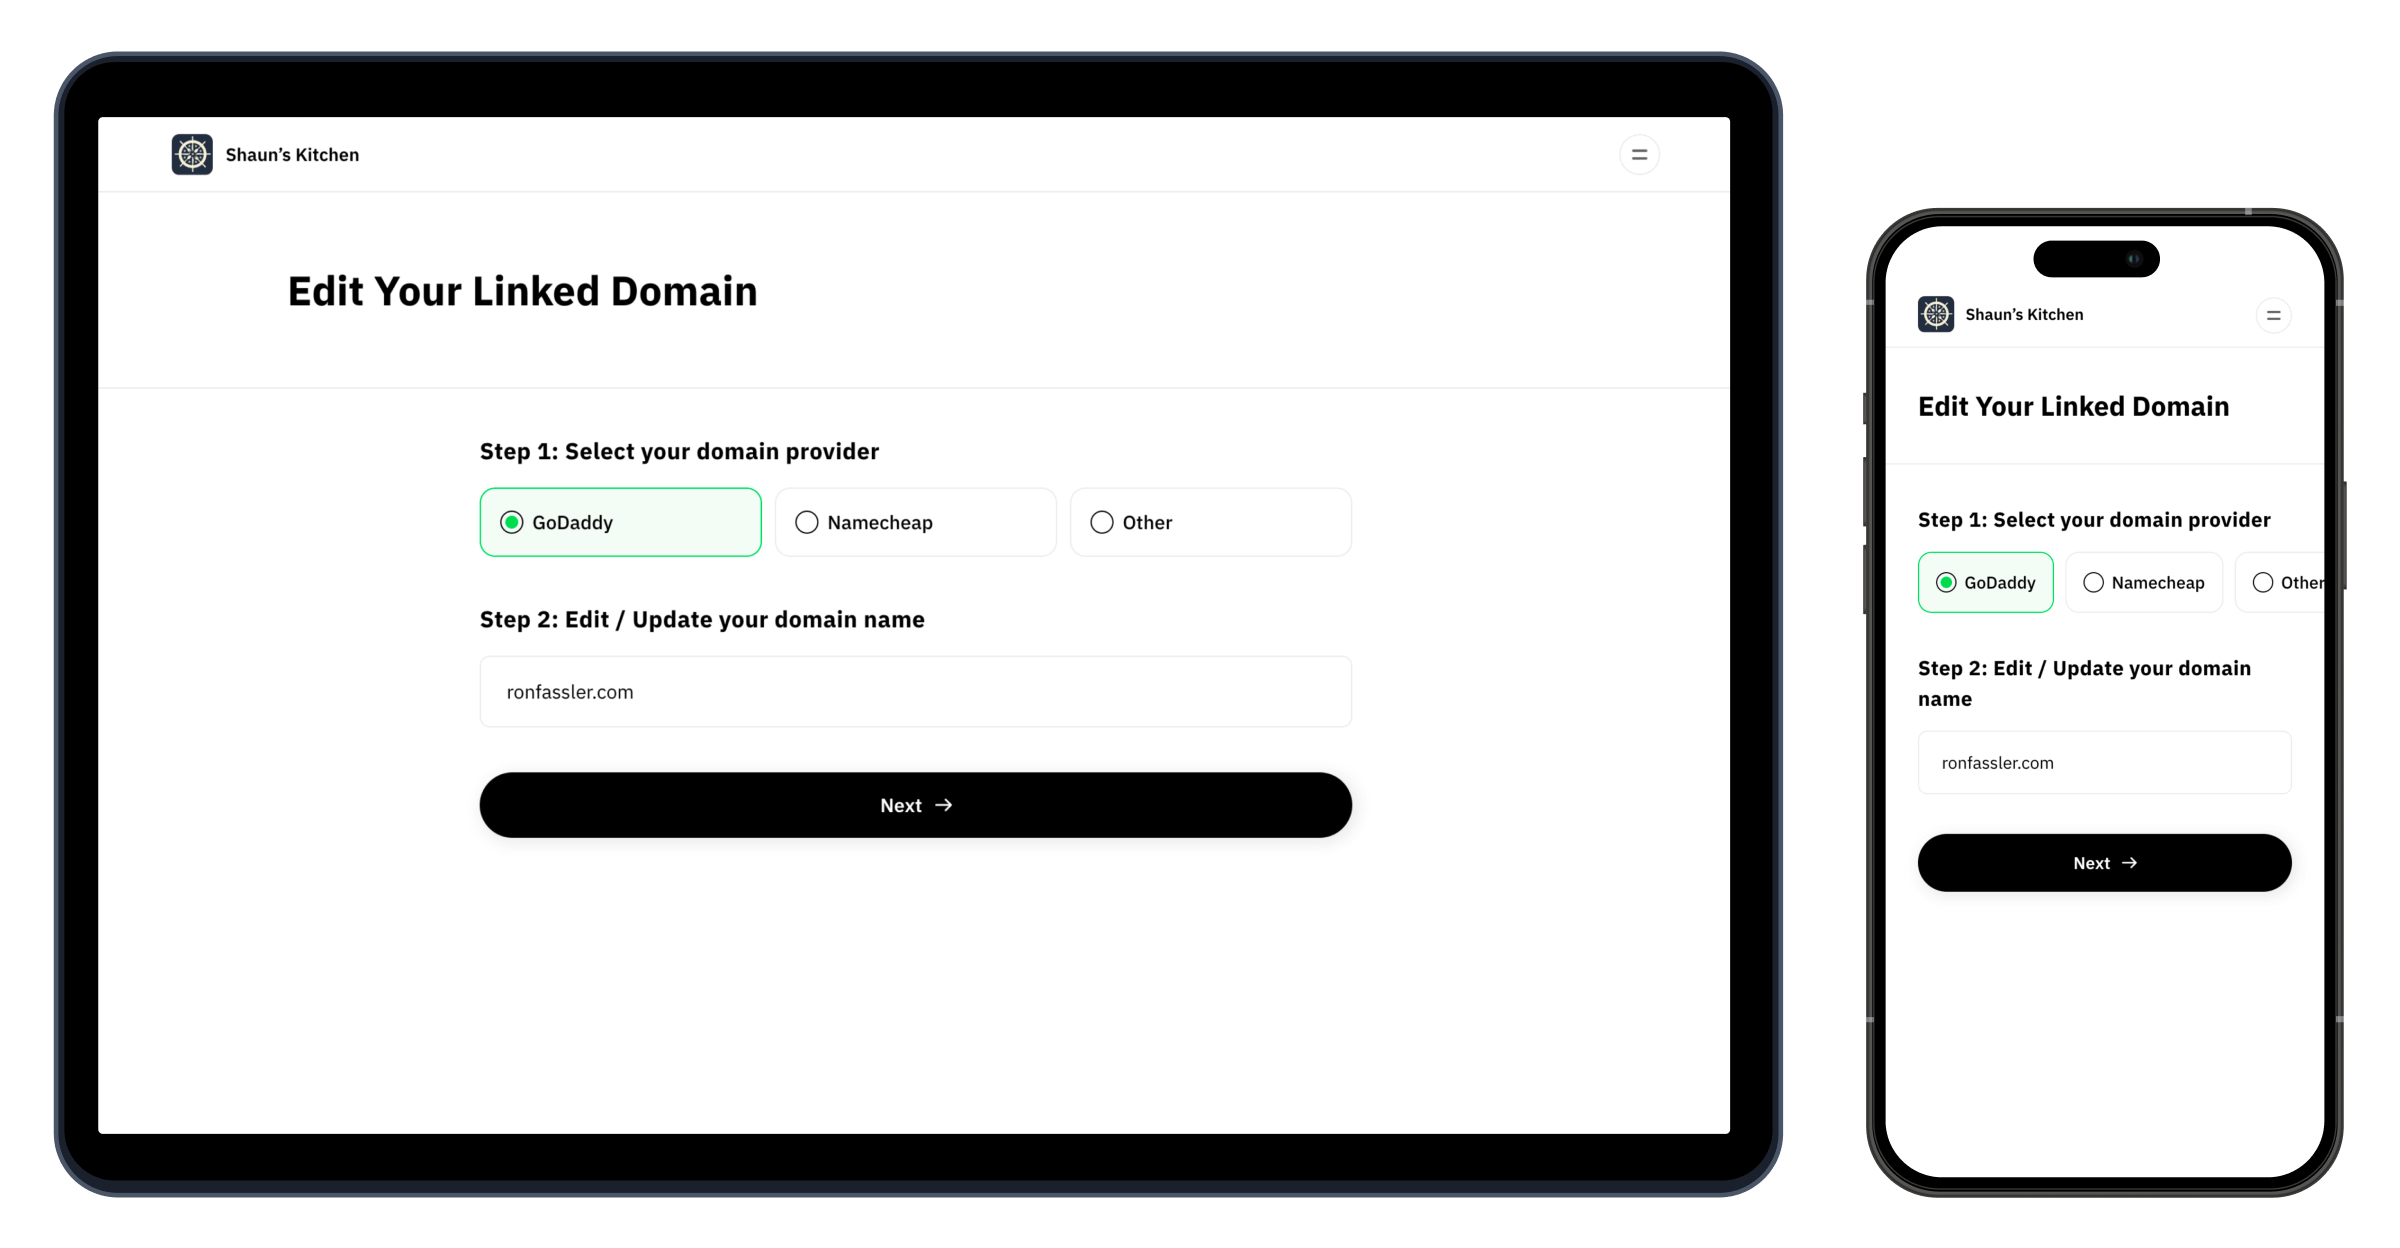 Shaun’s Kitchen
Edit Your Linked Domain
Step 1: Select your domain provider
GoDaddy
Namecheap
Other
Step 2: Edit / Update your domain name
ronfassler.com
Next →
Shaun’s Kitchen
Edit Your Linked Domain
Step 1: Select your domain provider
GoDaddy
Namecheap
Other
Step 2: Edit / Update your domain
name
ronfassler.com
Next →